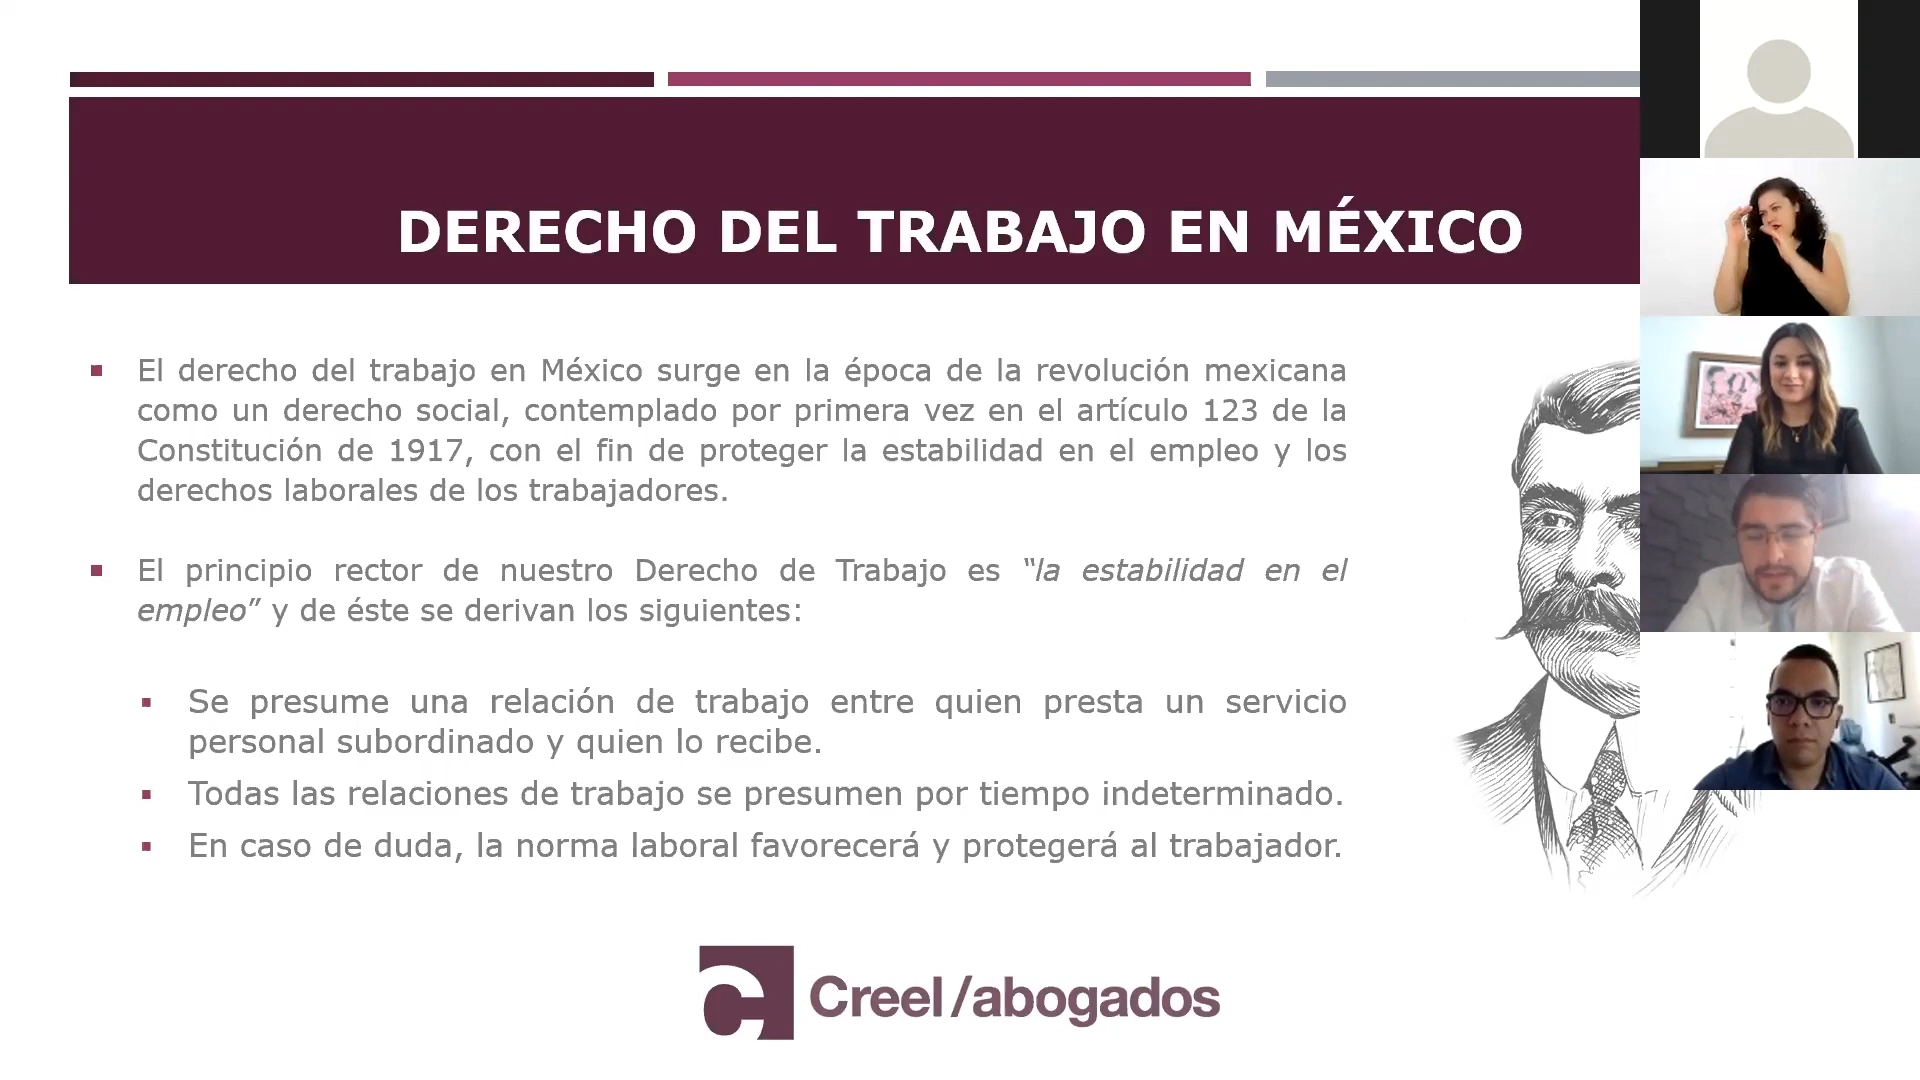 DERECHO DEL TRABAJO EN MÉXICO
El derecho del trabajo en México surge en la época de la revolución mexicana
como un derecho social, contemplado por primera vez en el artículo 123 de la
Constitución de 1917, con el fin de proteger la estabilidad en el empleo y los
derechos laborales de los trabajadores.
El principio rector de nuestro Derecho de Trabajo es “la estabilidad en el
empleo” y de éste se derivan los siguientes:
Se presume una relación de trabajo entre quien presta un servicio
personal subordinado y quien lo recibe.
Todas las relaciones de trabajo se presumen por tiempo indeterminado.
En caso de duda, la norma laboral favorecerá y protegerá al trabajador.
Creel/abogados